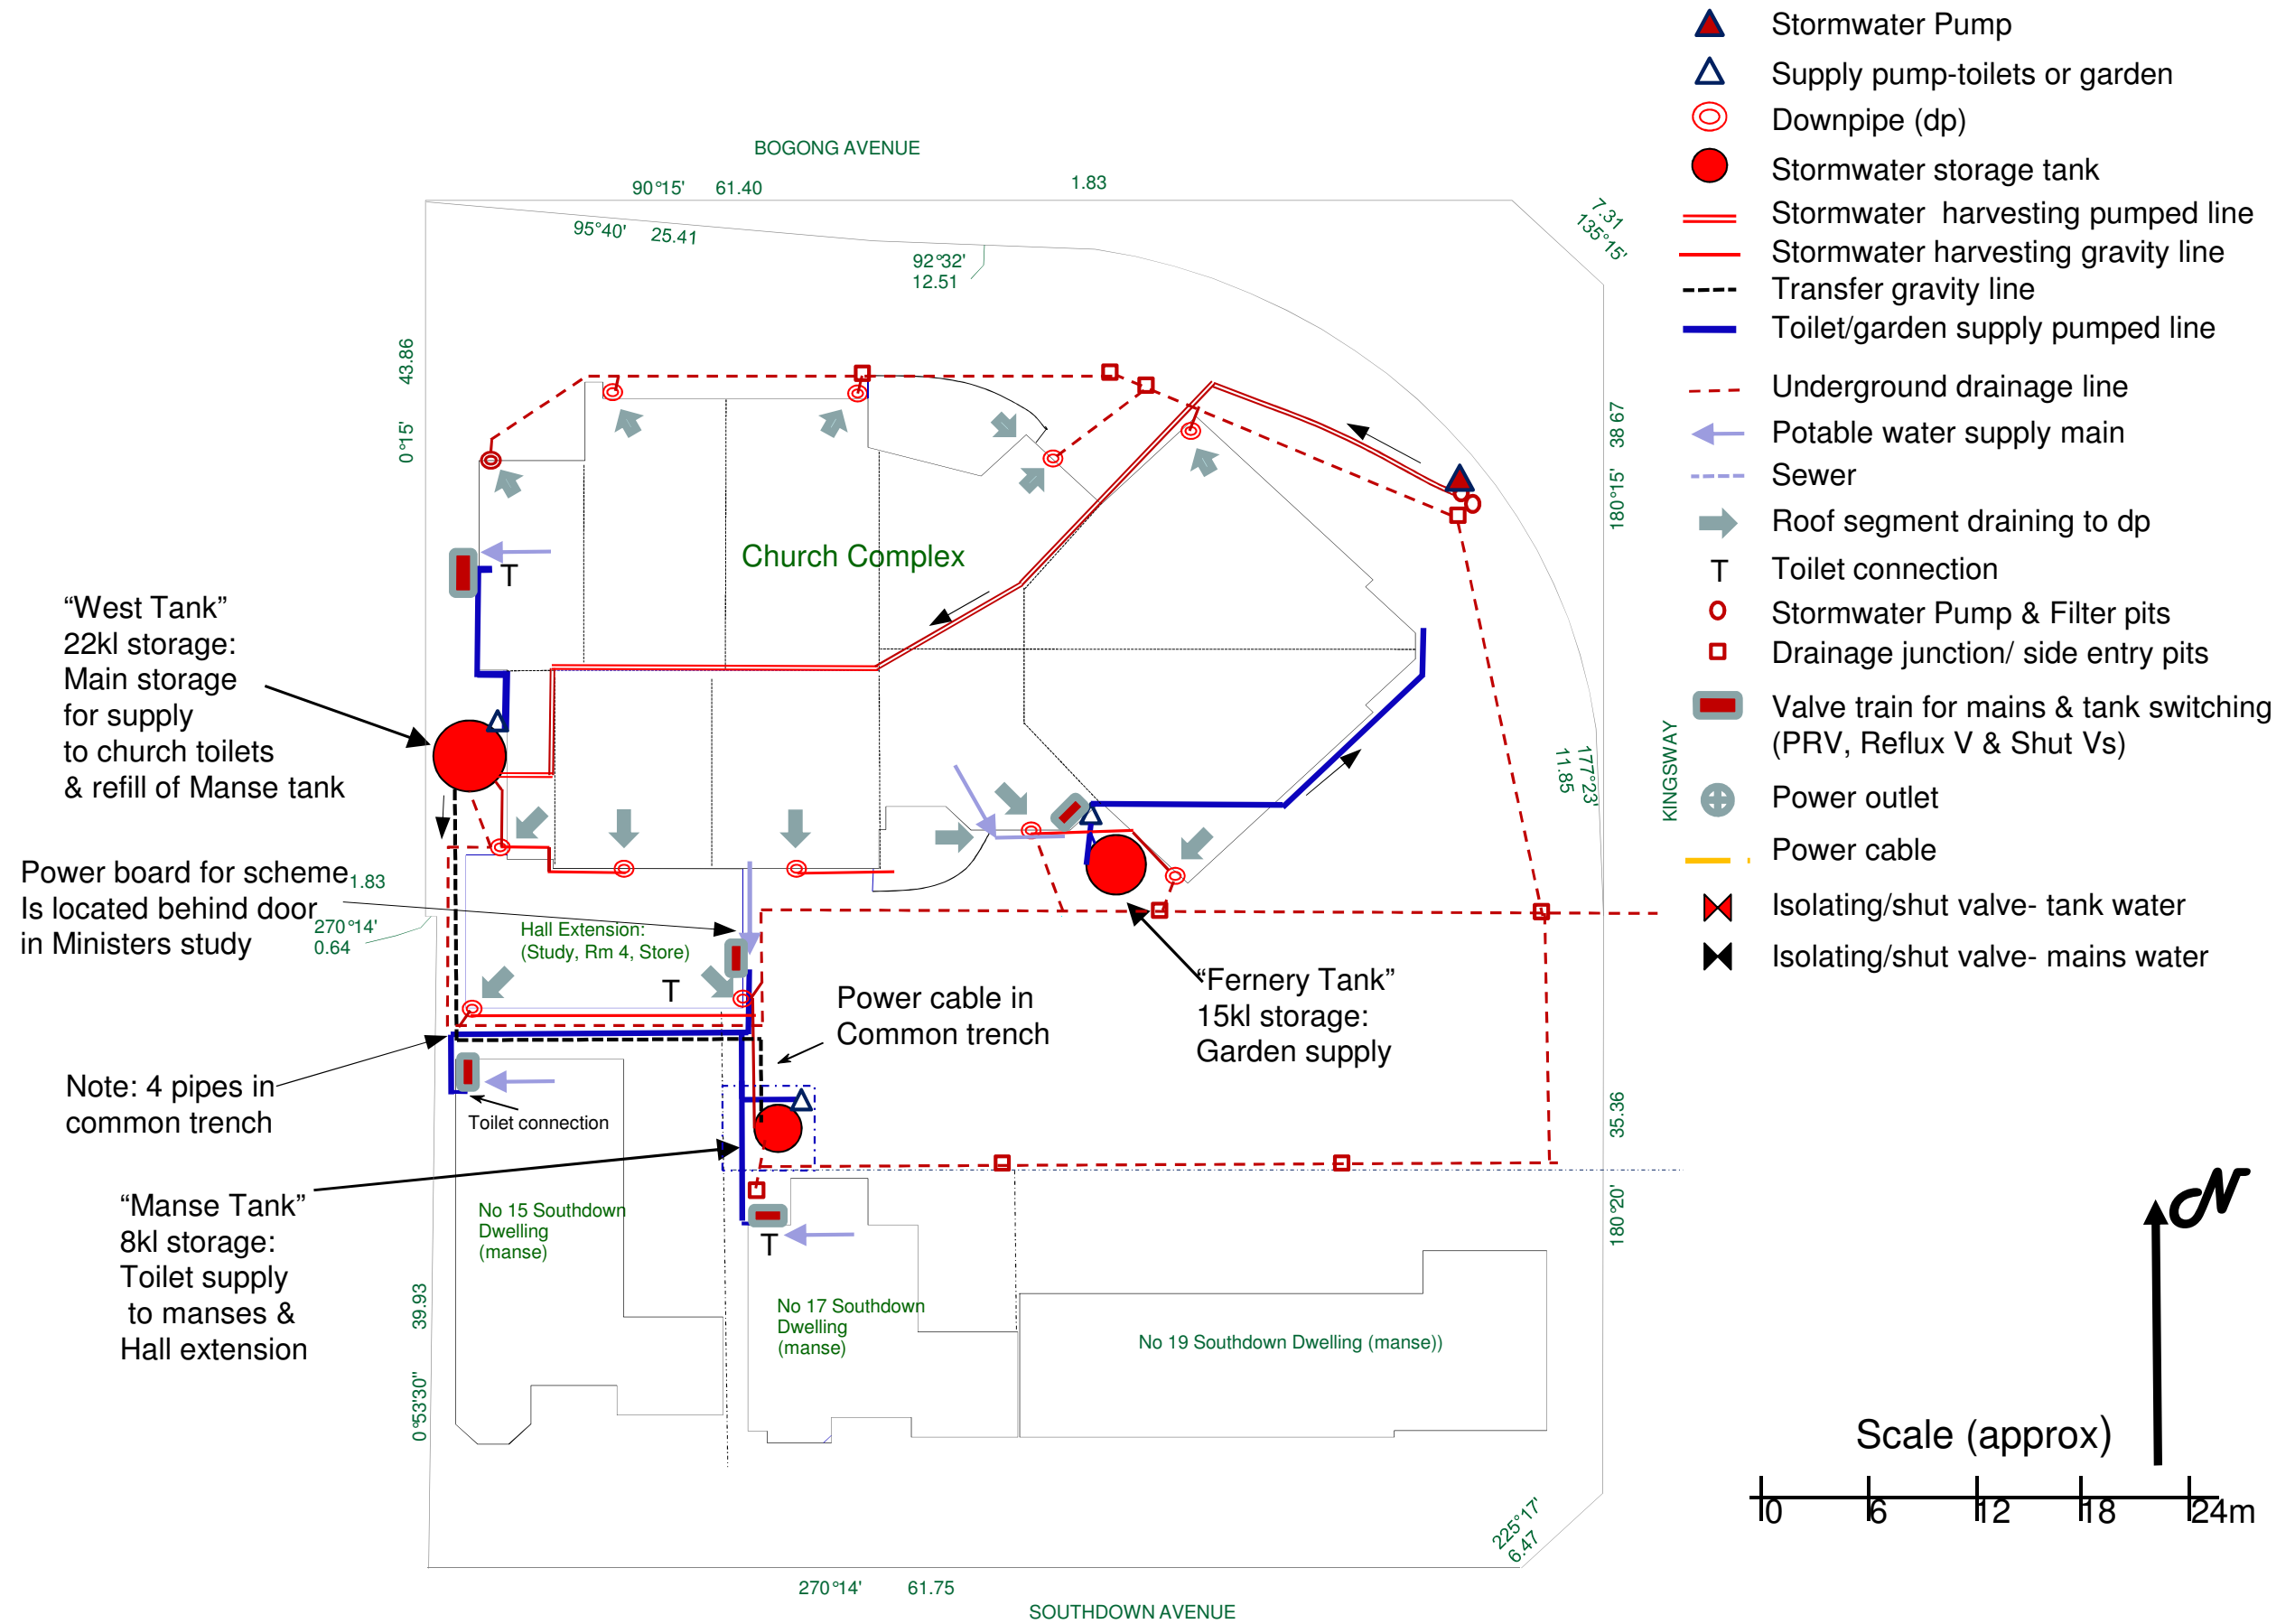 BOGONG AVENUE
90°15' 61.40
1.83
7.31
135°15'
95°40' 25.41
92°32'
12.51
43.86
0°15'
38 67
180°15'
Church Complex
T
“West Tank”
22kl storage:
Main storage
for supply
to church toilets
& refill of Manse tank
177°23'
11.85
KINGSWAY
Power board for scheme
Is located behind door
in Ministers study
1.83
270°14'
0.64
Hall Extension:
(Study, Rm 4, Store)
T
Power cable in
Common trench
“Fernery Tank”
15kl storage:
Garden supply
Note: 4 pipes in
common trench
Toilet connection
35.36
180°20'
“Manse Tank”
8kl storage:
Toilet supply
to manses &
Hall extension
No 15 Southdown
Dwelling
(manse)
T
No 17 Southdown
Dwelling
(manse)
No 19 Southdown Dwelling (manse))
39.93
0°53'30"
225°17'
6.47
270°14' 61.75
SOUTHDOWN AVENUE
Stormwater Pump
Supply pump-toilets or garden
Downpipe (dp)
Stormwater storage tank
Stormwater harvesting pumped line
Stormwater harvesting gravity line
Transfer gravity line
Toilet/garden supply pumped line
Underground drainage line
Potable water supply main
Sewer
Roof segment draining to dp
T Toilet connection
Stormwater Pump & Filter pits
Drainage junction/ side entry pits
Valve train for mains & tank switching
(PRV, Reflux V & Shut Vs)
Power outlet
Power cable
Isolating/shut valve- tank water
Isolating/shut valve- mains water
N
Scale (approx)
0 6 12 18 24m